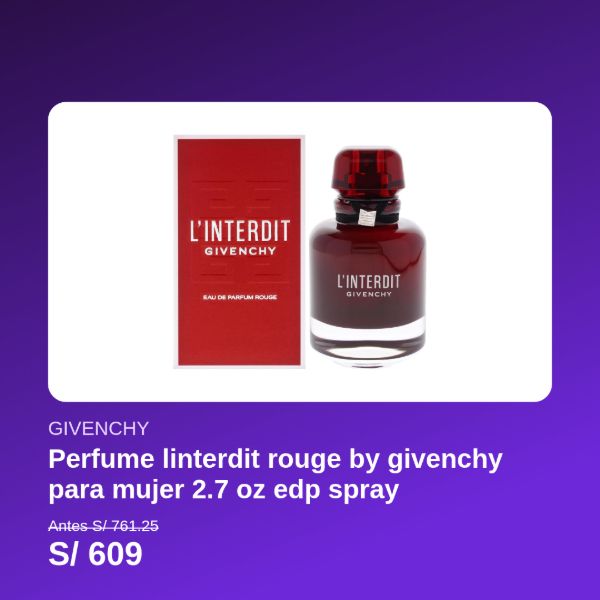 L'INTERDIT
GIVENCHY
EAU DE PARFUM ROUGE
L'INTERDIT
GIVENCHY
GIVENCHY
Perfume linterdit rouge by givenchy
para mujer 2.7 oz edp spray
Antes S/ 761.25
S/ 609